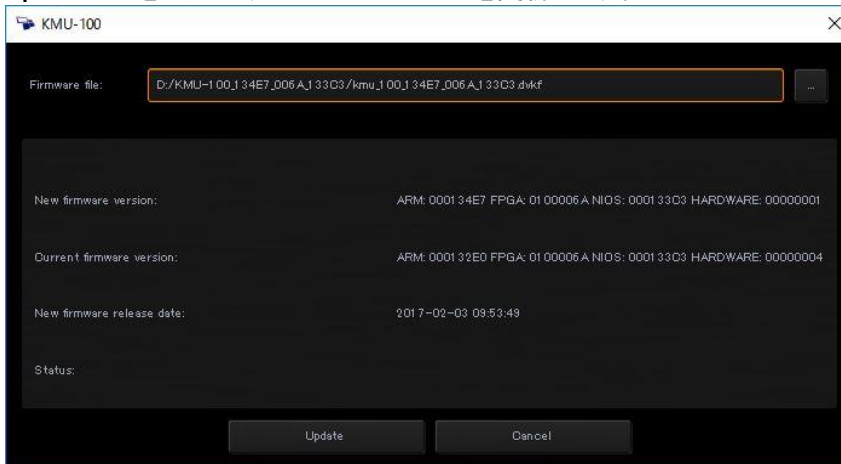 KMU-100
Firmware file: D:/KMU-100_134E7_006A_133C3/kmu_100_134E7_006A_133C3.dvkf ...
New firmware version: ARM: 000134E7 FPGA: 0100006A NIOS: 000133C3 HARDWARE: 00000001
Current firmware version: ARM: 000132E0 FPGA: 0100006A NIOS: 000133C3 HARDWARE: 00000004
New firmware release date: 2017-02-03 09:53:49
Status:
Update Cancel